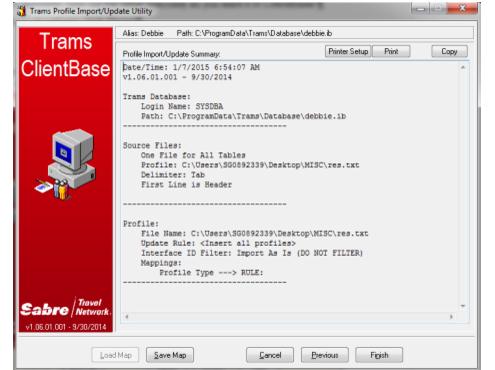 Trams Profile Import/Update Utility
Trams
ClientBase
Alias: Debbie Path: C:\ProgramData\Trams\Database\debbie.ib
Profile Import/Update Summary:
Printer Setup Print Copy
Date/Time: 1/7/2015 6:54:07 AM
v1.06.01.001 - 9/30/2014
Trams Database:
Login Name: SYSDBA
Path: C:\ProgramData\Trams\Database\debbie.ib
-----------------------------------
Source Files:
One File for All Tables
Profile: C:\Users\SG0892339\Desktop\MISC\res.txt
Delimiter: Tab
First Line is Header
-----------------------------------
Profile:
File Name: C:\Users\SG0892339\Desktop\MISC\res.txt
Update Rule: <Insert all profiles>
Interface ID Filter: Import As Is (DO NOT FILTER)
Mappings:
Profile Type ---> RULE:
-----------------------------------
Sabre Travel Network.
v1.06.01.001 - 9/30/2014
Load Map Save Map Cancel Previous Finish